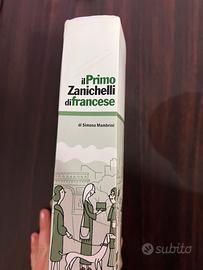 il Primo
Zanichelli
di francese
di Simona Mambrini
subito